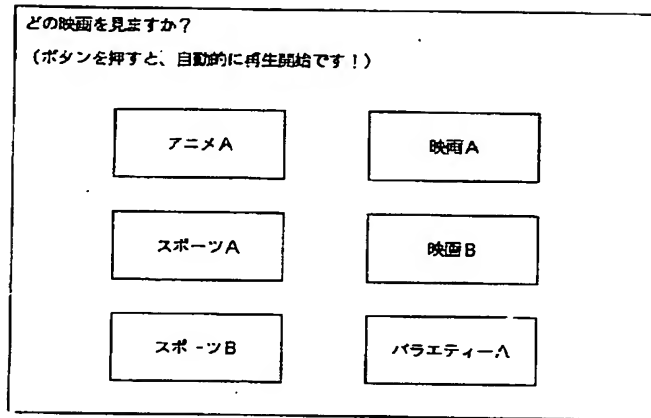 どの映画を見ますか？
（ボタンを押すと、自動的に再生開始です！）
アニメA
映画A
スポーツA
映画B
スポーツB
バラエティーA